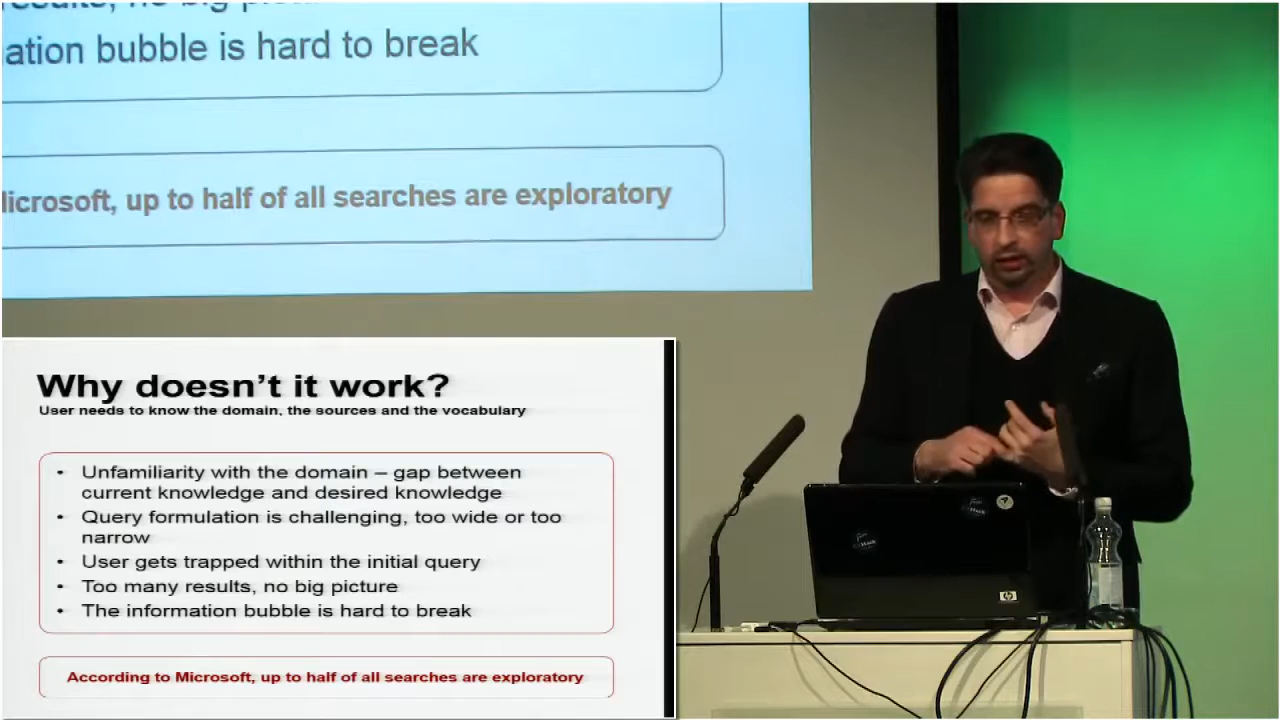 ation bubble is hard to break
icrosoft, up to half of all searches are exploratory
Why doesn't it work?
User needs to know the domain, the sources and the vocabulary
• Unfamiliarity with the domain – gap between
current knowledge and desired knowledge
• Query formulation is challenging, too wide or too
narrow
• User gets trapped within the initial query
• Too many results, no big picture
• The information bubble is hard to break
According to Microsoft, up to half of all searches are exploratory
hp